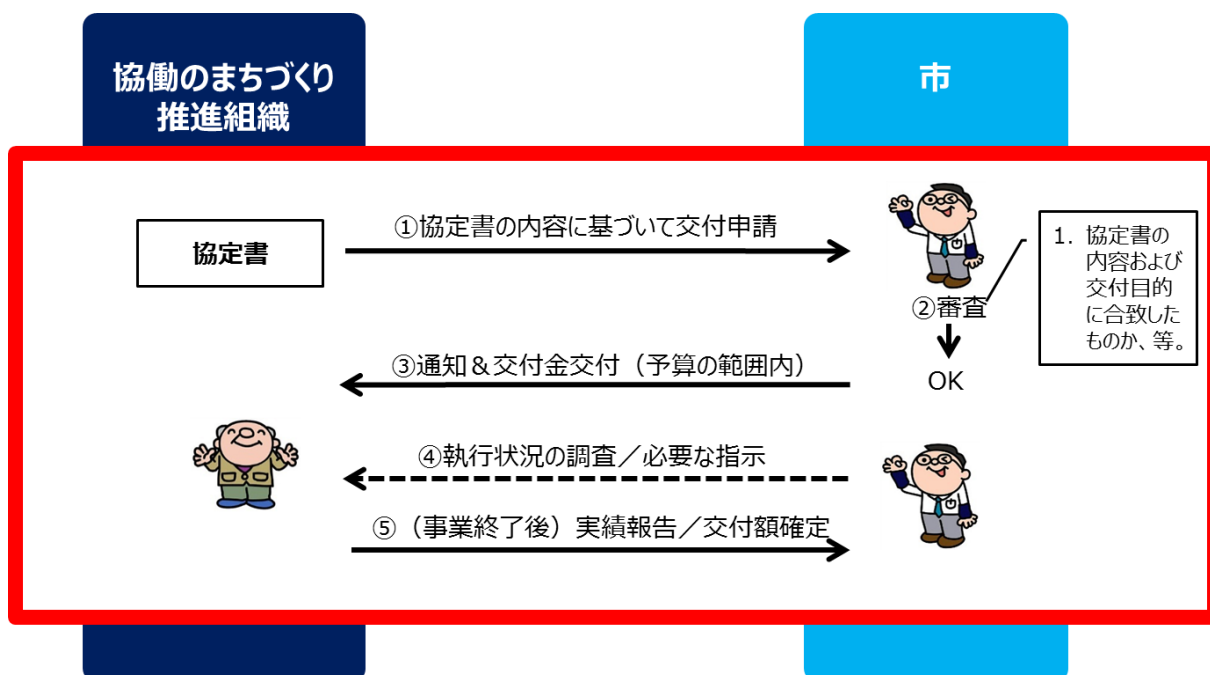 協働のまちづくり
推進組織
市
協定書
①協定書の内容に基づいて交付申請
②審査
1. 協定書の
内容および
交付目的
に合致した
ものか、等。
OK
③通知＆交付金交付（予算の範囲内）
④執行状況の調査／必要な指示
⑤（事業終了後）実績報告／交付額確定